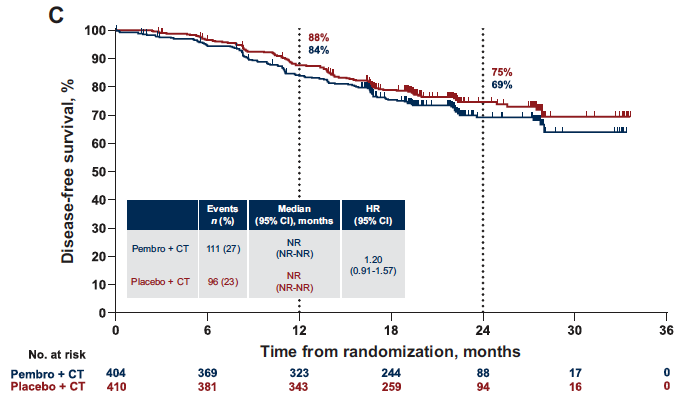 C
100
90
80
70
60
50
40
30
20
10
0
Disease-free survival, %
88%
84%
75%
69%
Events n (%) Median (95% CI), months HR (95% CI)
Pembro + CT 111 (27) NR (NR-NR) 1.20 (0.91-1.57)
Placebo + CT 96 (23) NR (NR-NR)
0 6 12 18 24 30 36
Time from randomization, months
No. at risk
Pembro + CT 404 369 323 244 88 17 0
Placebo + CT 410 381 343 259 94 16 0